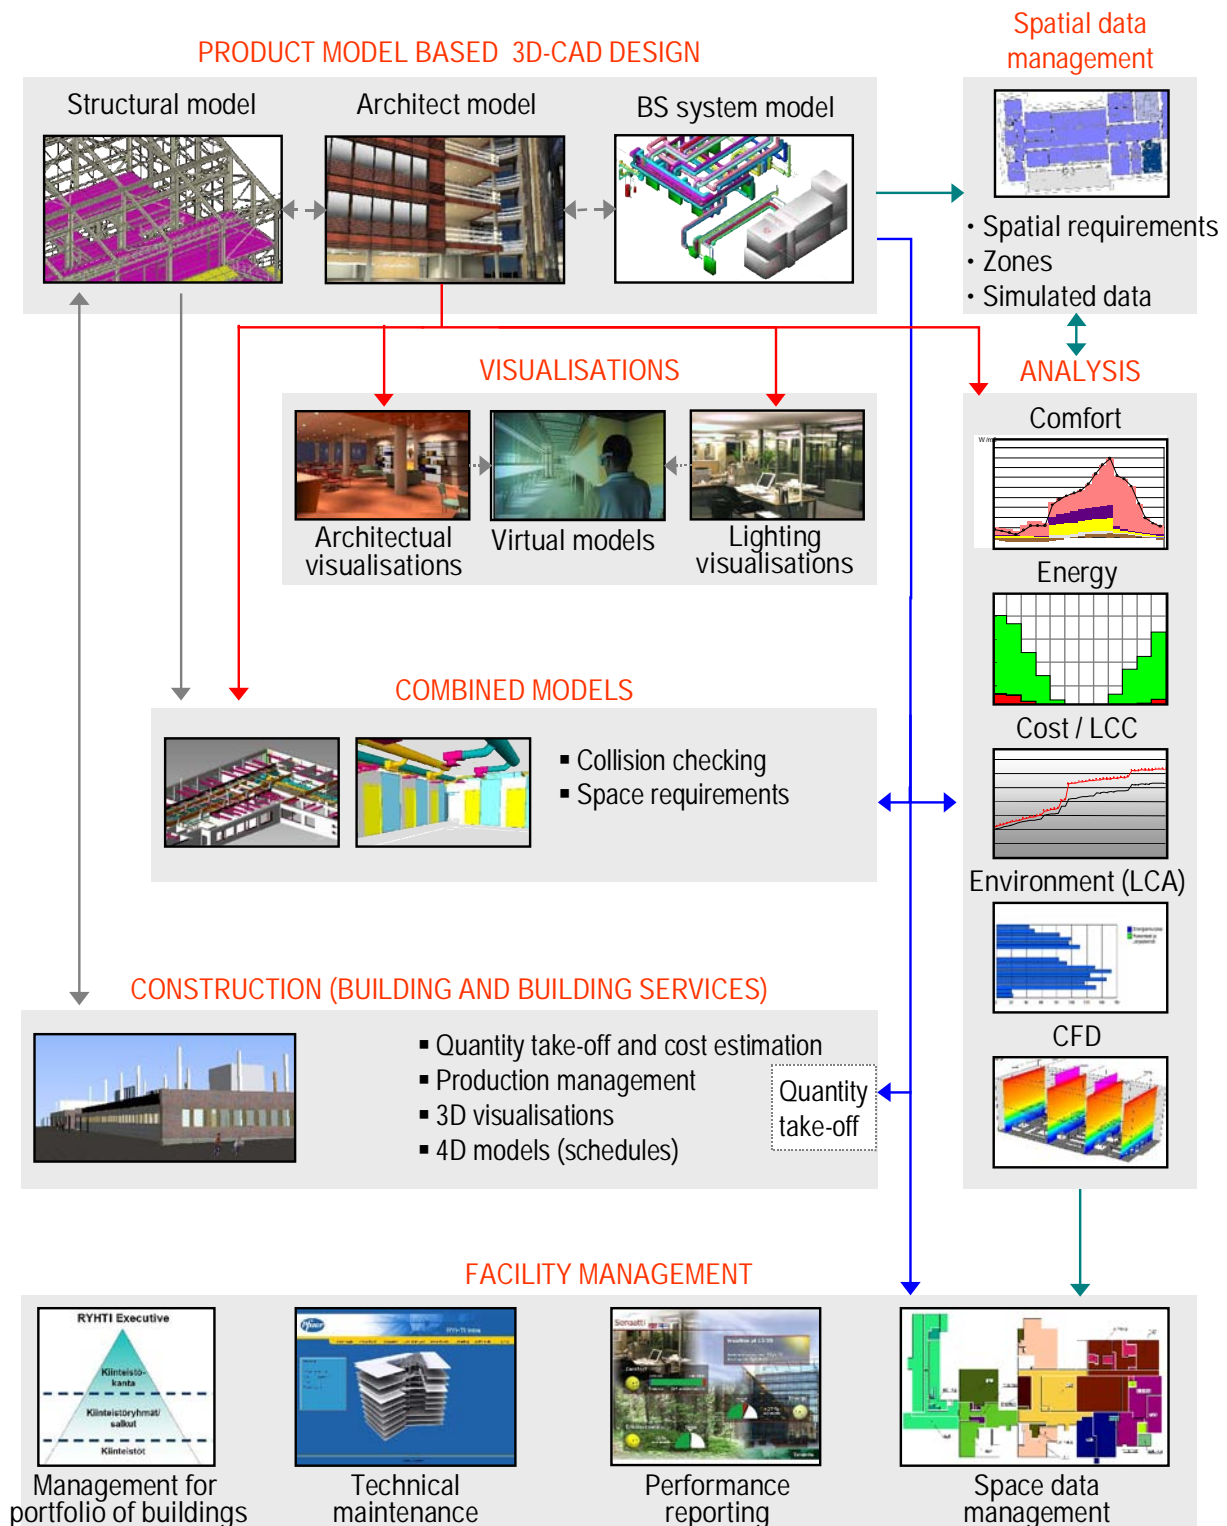 PRODUCT MODEL BASED 3D-CAD DESIGN
Spatial data
management
Structural model
Architect model
BS system model
• Spatial requirements
• Zones
• Simulated data
VISUALISATIONS
ANALYSIS
Comfort
Architectual
visualisations
Virtual models
Lighting
visualisations
Energy
COMBINED MODELS
▪ Collision checking
▪ Space requirements
Cost / LCC
Environment (LCA)
CONSTRUCTION (BUILDING AND BUILDING SERVICES)
▪ Quantity take-off and cost estimation
▪ Production management
▪ 3D visualisations
▪ 4D models (schedules)
Quantity
take-off
CFD
FACILITY MANAGEMENT
RYHTI Executive
Kiinteistö-
kanta
Kiinteistöryhmät/
salkut
Kiinteistöt
Pfizer
Senaatti
Management for
portfolio of buildings
Technical
maintenance
Performance
reporting
Space data
management